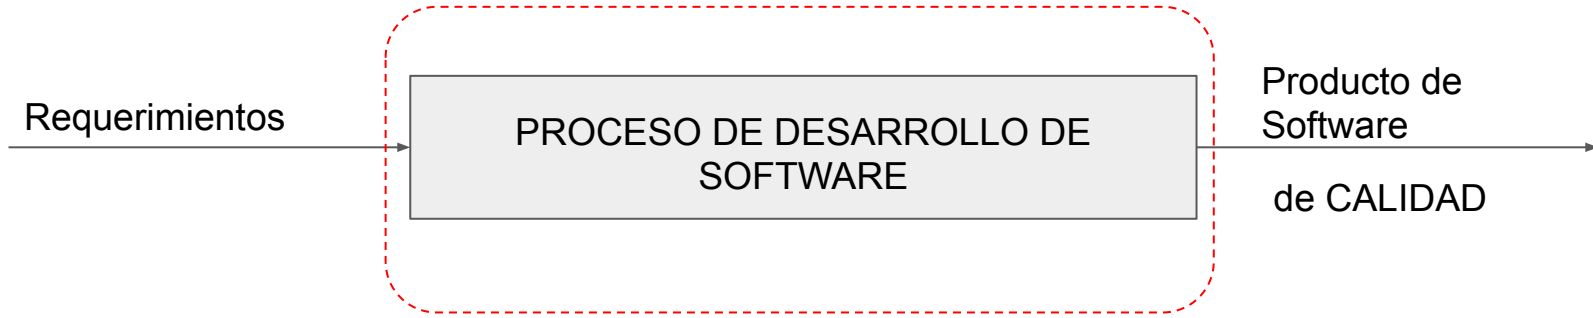 Requerimientos
PROCESO DE DESARROLLO DE
SOFTWARE
Producto de
Software
de CALIDAD